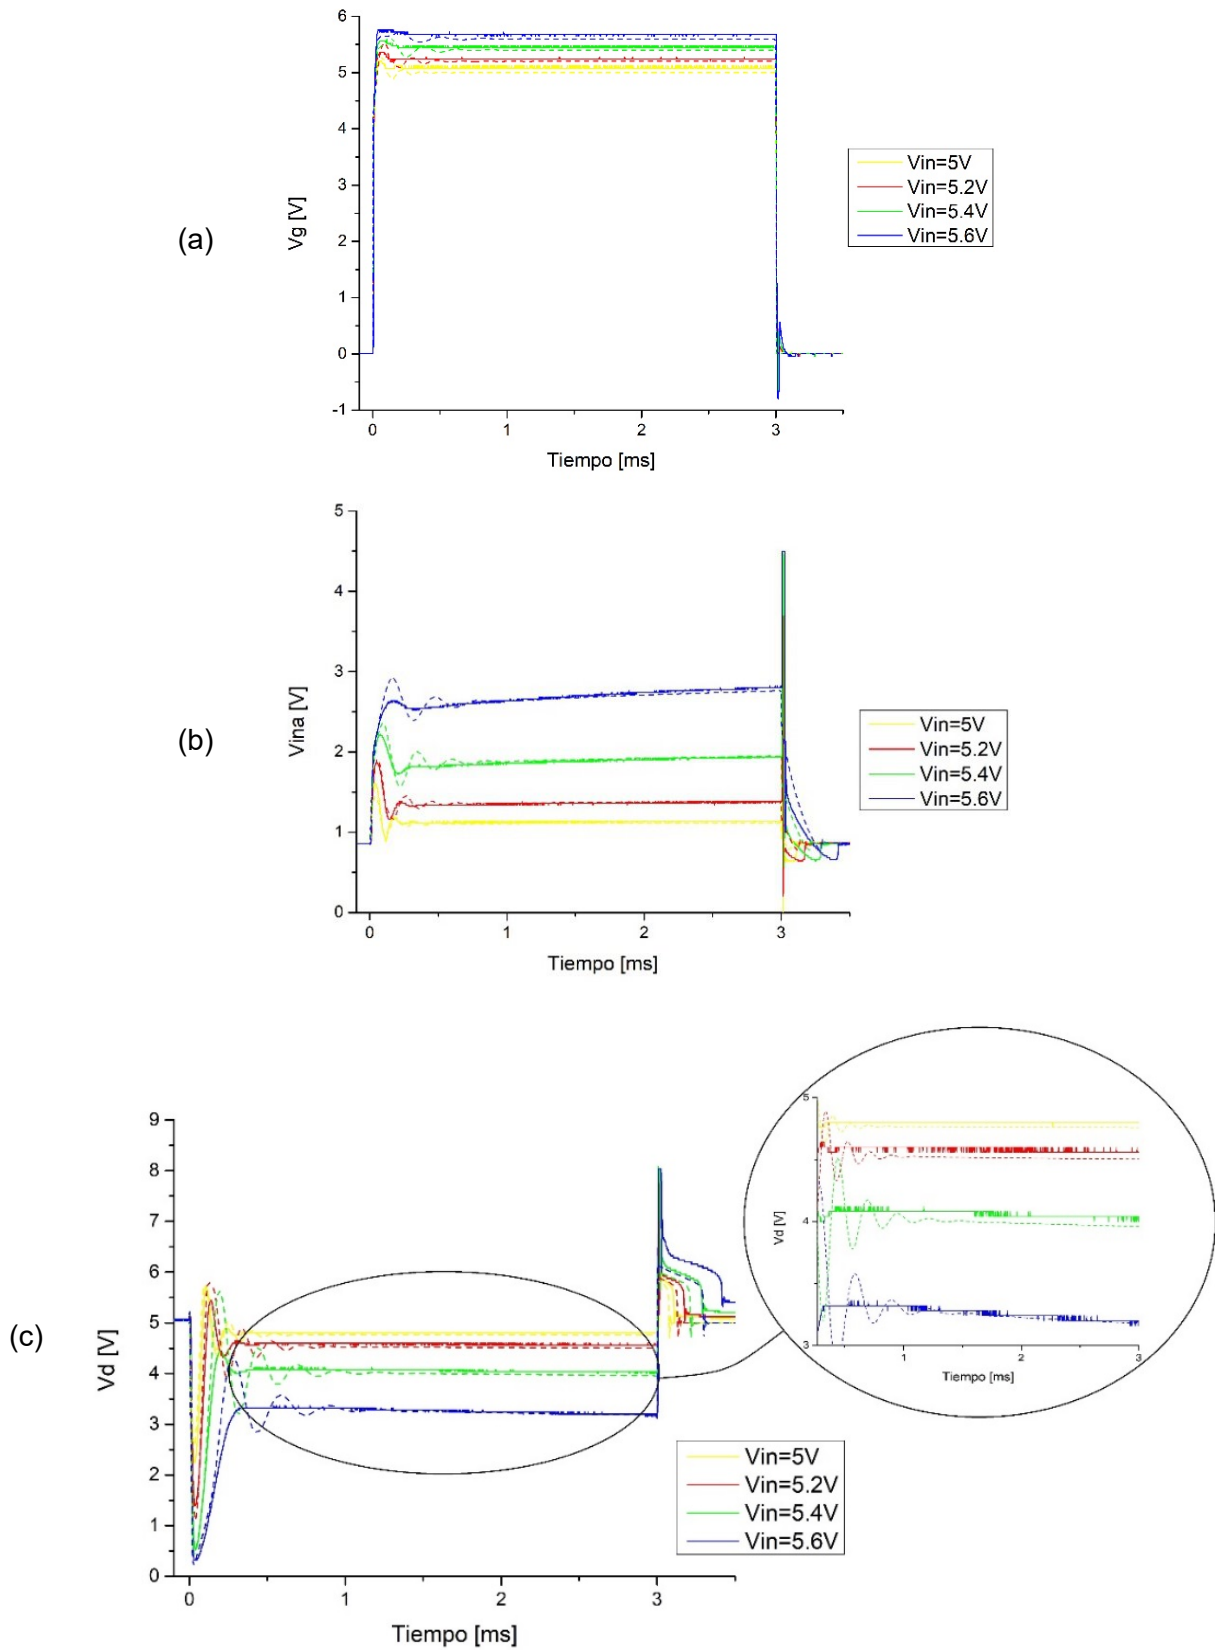 6
5
4
3
2
1
0
-1
Vg [V]
(a)
0
1
2
3
Tiempo [ms]
Vin=5V
Vin=5.2V
Vin=5.4V
Vin=5.6V
5
4
3
2
1
0
Vina [V]
(b)
0
1
2
3
Tiempo [ms]
Vin=5V
Vin=5.2V
Vin=5.4V
Vin=5.6V
9
8
7
6
5
4
3
2
1
0
Vd [V]
(c)
0
1
2
3
Tiempo [ms]
5
4
3
Vd [V]
1
2
3
Tiempo [ms]
Vin=5V
Vin=5.2V
Vin=5.4V
Vin=5.6V